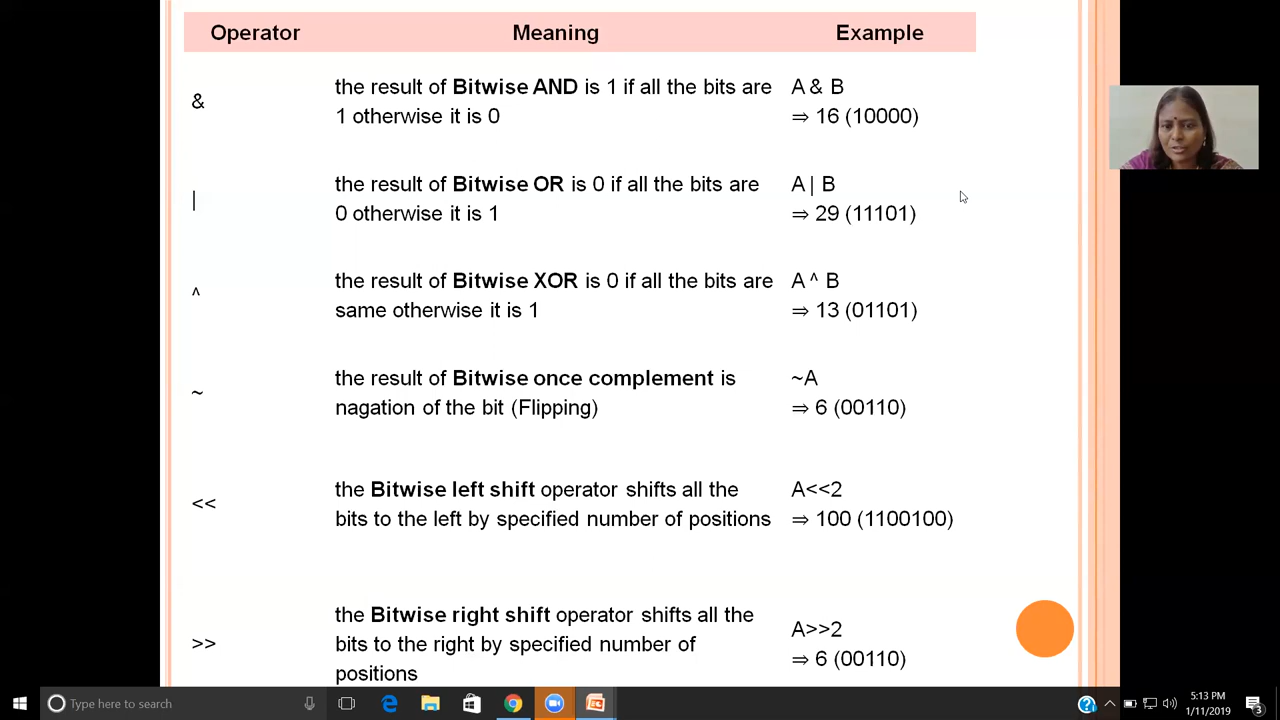 Operator Meaning Example
& the result of Bitwise AND is 1 if all the bits are A & B
1 otherwise it is 0 ⇒ 16 (10000)
| the result of Bitwise OR is 0 if all the bits are A | B
0 otherwise it is 1 ⇒ 29 (11101)
^ the result of Bitwise XOR is 0 if all the bits are A ^ B
same otherwise it is 1 ⇒ 13 (01101)
~ the result of Bitwise once complement is ~A
nagation of the bit (Flipping) ⇒ 6 (00110)
<< the Bitwise left shift operator shifts all the A<<2
bits to the left by specified number of positions ⇒ 100 (1100100)
the Bitwise right shift operator shifts all the A>>2
>> bits to the right by specified number of ⇒ 6 (00110)
positions
Type here to search
5:13 PM
1/11/2019
3